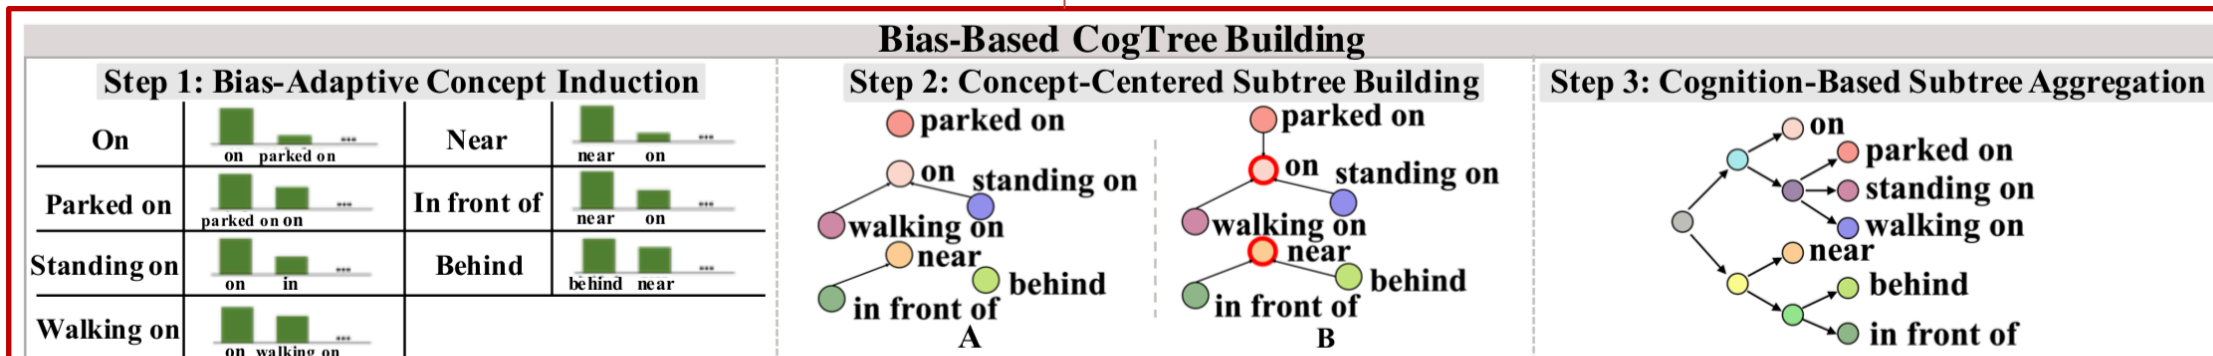 Bias-Based CogTree Building
Step 1: Bias-Adaptive Concept Induction
On
on parked on
...
Near
near on
...
Parked on
parked on on
...
In front of
near on
...
Standing on
on in
...
Behind
behind near
...
Walking on
on walking on
...
Step 2: Concept-Centered Subtree Building
parked on
on
standing on
walking on
near
behind
in front of
A
parked on
on
standing on
walking on
near
behind
in front of
B
Step 3: Cognition-Based Subtree Aggregation
on
parked on
standing on
walking on
near
behind
in front of